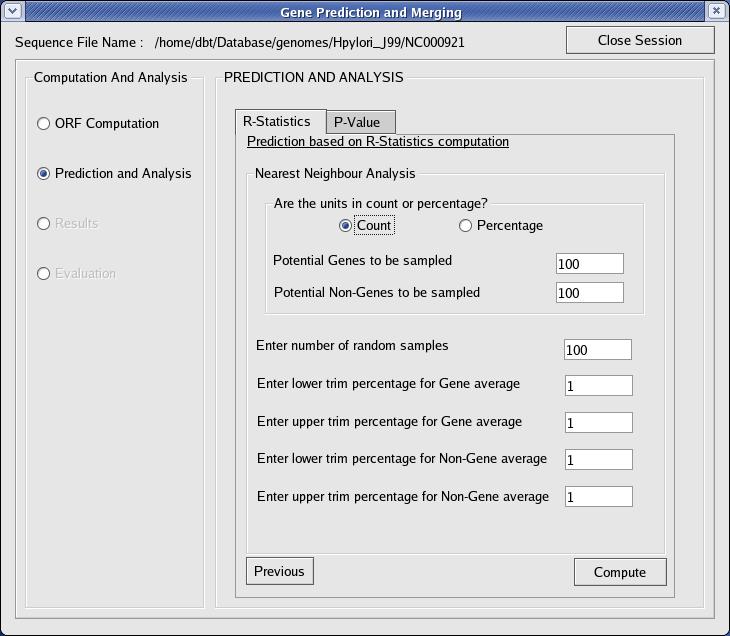 Gene Prediction and Merging
Sequence File Name : /home/dbt/Database/genomes/Hpylori_J99/NC000921
Close Session
Computation And Analysis
ORF Computation
Prediction and Analysis
Results
Evaluation
PREDICTION AND ANALYSIS
R-Statistics
P-Value
Prediction based on R-Statistics computation
Nearest Neighbour Analysis
Are the units in count or percentage?
Count
Percentage
Potential Genes to be sampled 100
Potential Non-Genes to be sampled 100
Enter number of random samples 100
Enter lower trim percentage for Gene average 1
Enter upper trim percentage for Gene average 1
Enter lower trim percentage for Non-Gene average 1
Enter upper trim percentage for Non-Gene average 1
Previous
Compute